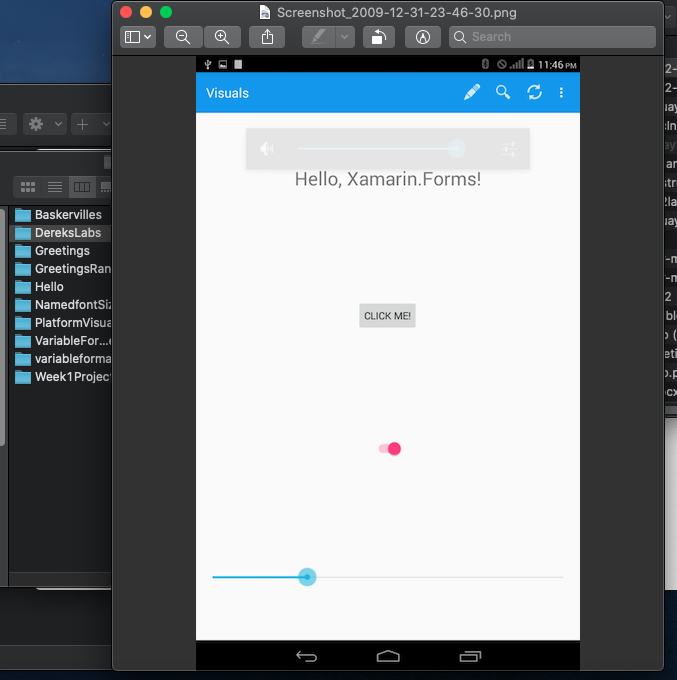 Screenshot_2009-12-31-23-46-30.png
Search
11:46 PM
Visuals
Hello, Xamarin.Forms!
CLICK ME!
Baskervilles
DereksLabs
Greetings
GreetingsRan
Hello
NamedfontSiz
PlatformVisua
VariableFor...e
variableforma
Week1Project